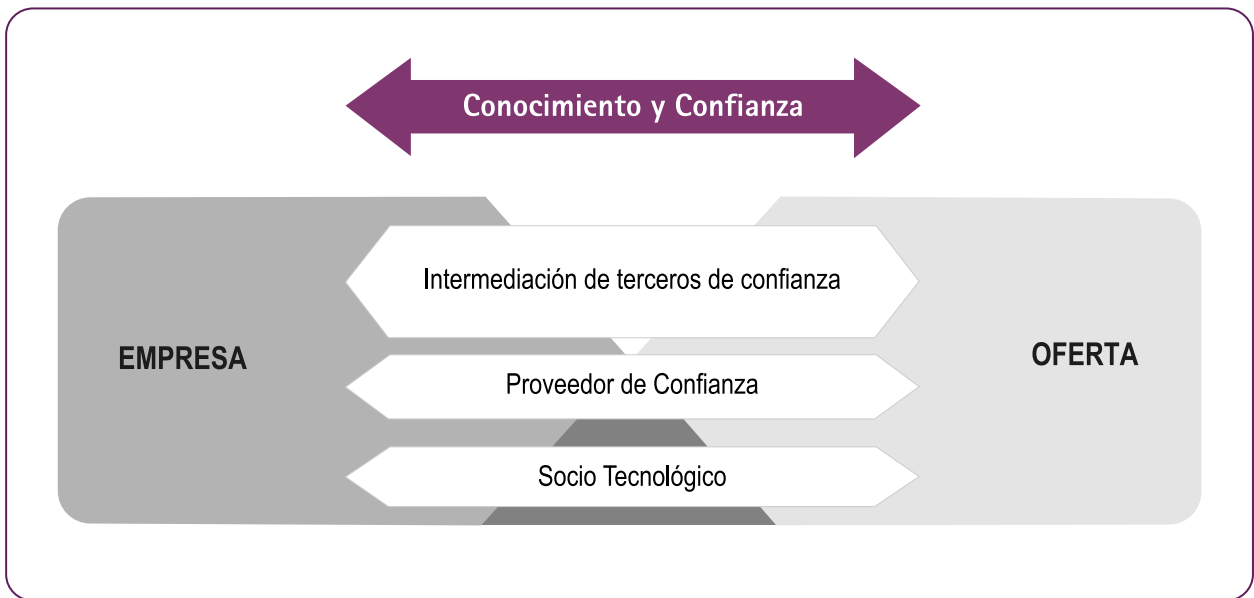 Conocimiento y Confianza
Intermediación de terceros de confianza
EMPRESA
OFERTA
Proveedor de Confianza
Socio Tecnológico